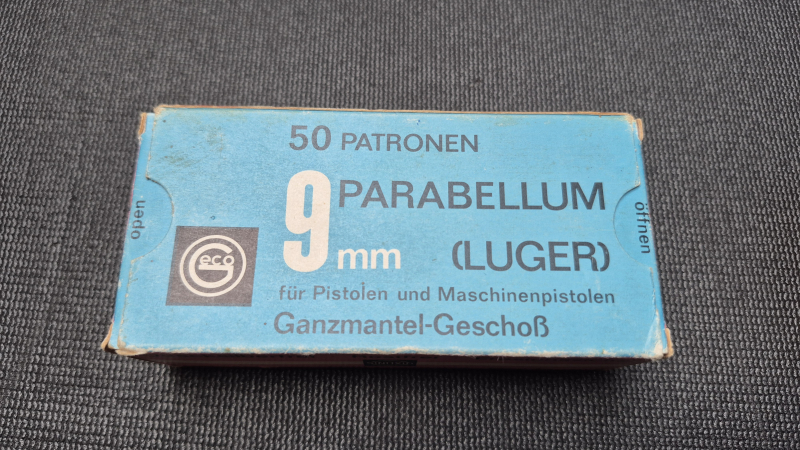 50 PATRONEN
9 mm PARABELLUM
(LUGER)
für Pistolen und Maschinenpistolen
Ganzmantel-Geschoß
Geco
open
öffnen